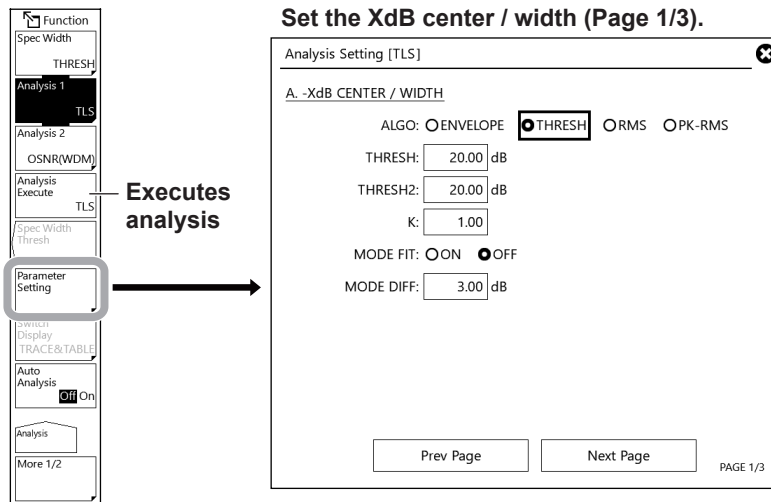 Function
Spec Width
THRESH
Analysis 1
TLS
Analysis 2
OSNR(WDM)
Analysis
Execute
TLS
Spec Width
Thresh
Parameter
Setting
Switch
Display
TRACE&TABLE
Auto
Analysis
Off On
Analysis
More 1/2
Executes
analysis
Set the XdB center / width (Page 1/3).
Analysis Setting [TLS]
A. -XdB CENTER / WIDTH
ALGO: ENVELOPE THRESH RMS PK-RMS
THRESH: 20.00 dB
THRESH2: 20.00 dB
K: 1.00
MODE FIT: ON OFF
MODE DIFF: 3.00 dB
Prev Page Next Page PAGE 1/3